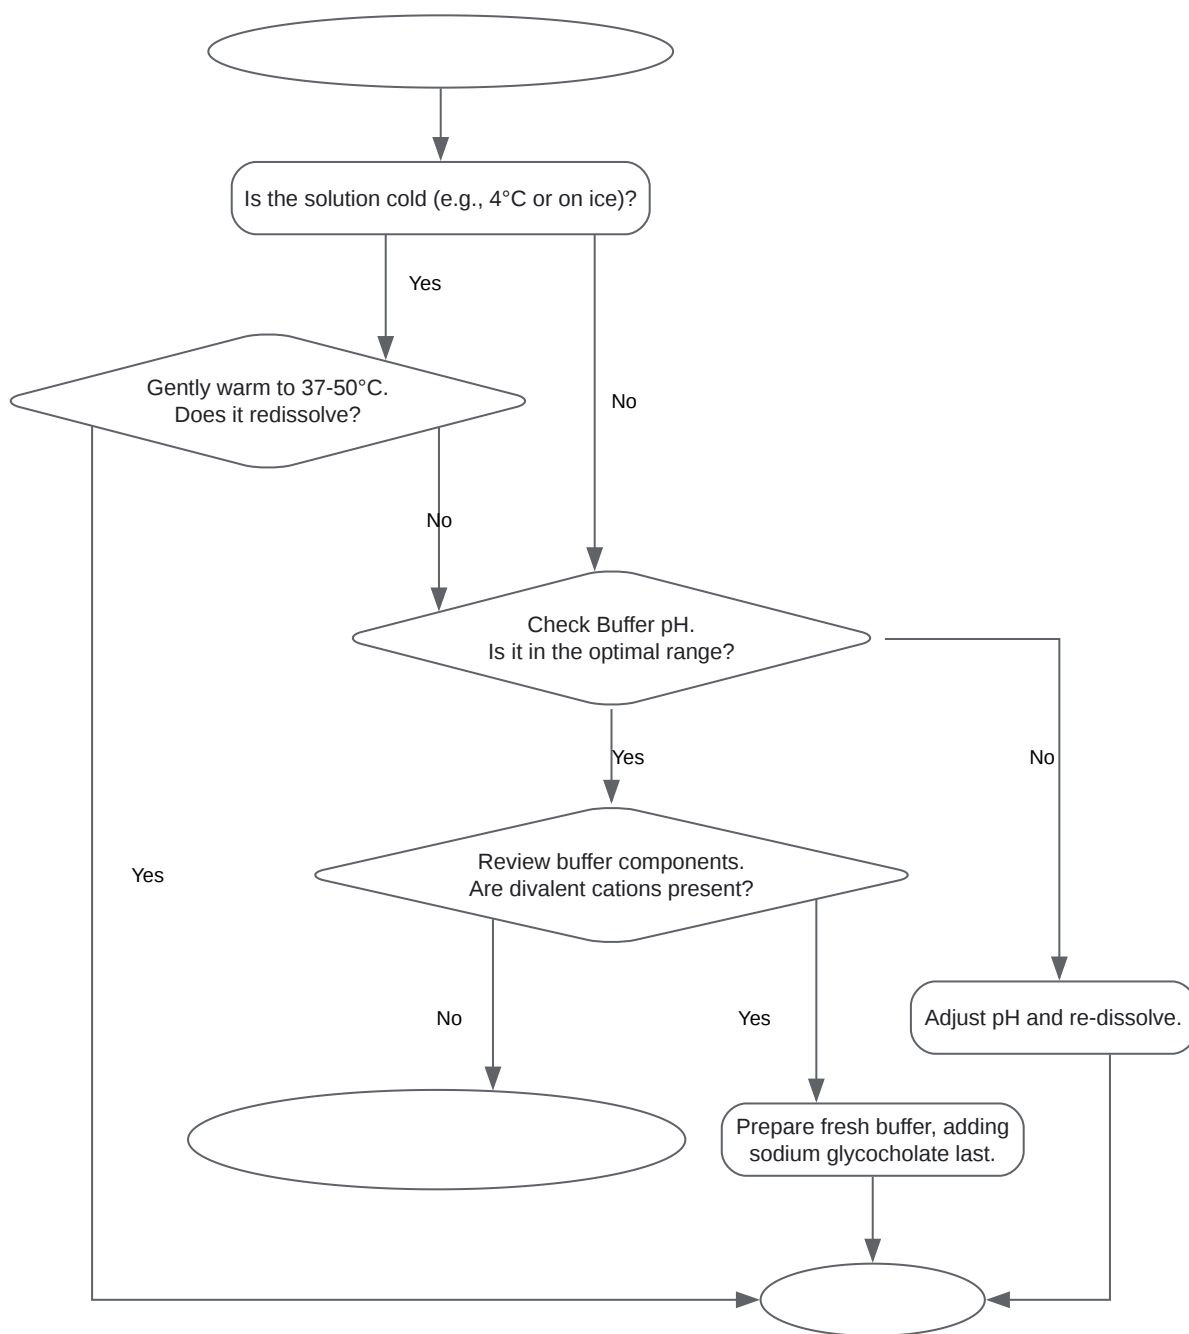 Is the solution cold (e.g., 4°C or on ice)?
Yes
Gently warm to 37-50°C.
Does it redissolve?
No
No
Check Buffer pH.
Is it in the optimal range?
Yes
No
Review buffer components.
Are divalent cations present?
Yes
No
Yes
Adjust pH and re-dissolve.
Prepare fresh buffer, adding
sodium glycocholate last.